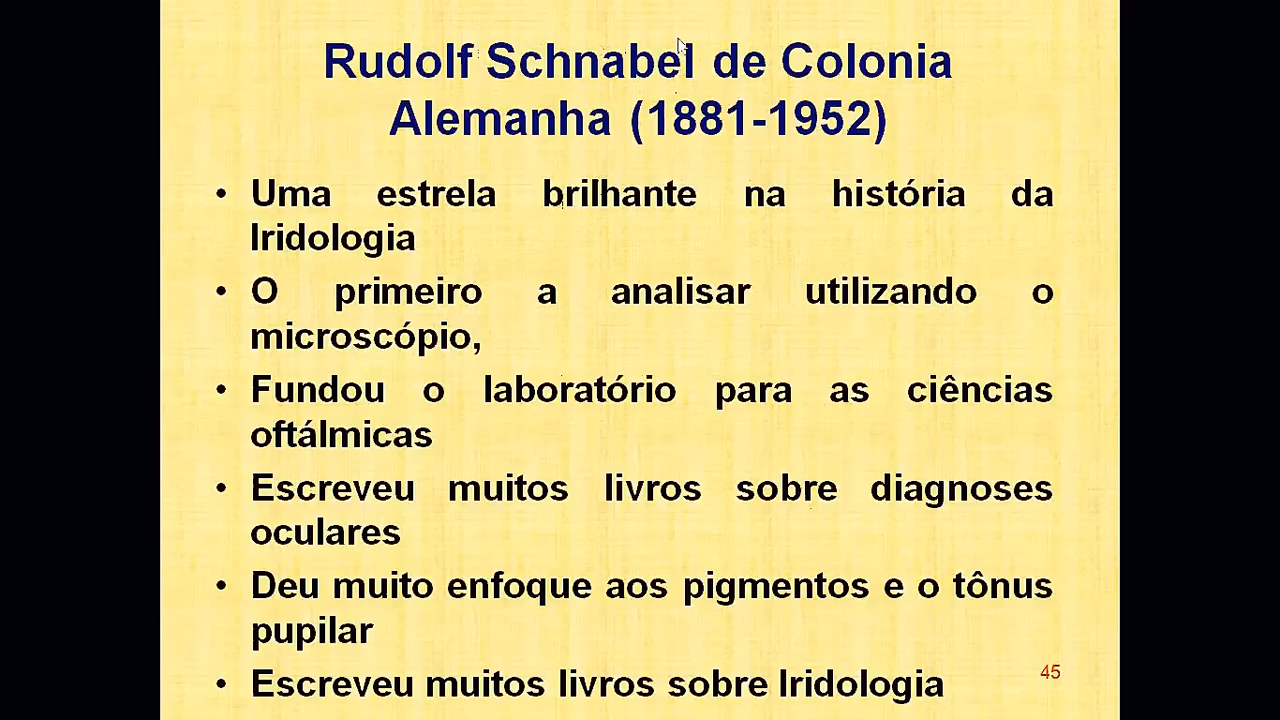 Rudolf Schnabel de Colonia
Alemanha (1881-1952)
• Uma estrela brilhante na história da
Iridologia
• O primeiro a analisar utilizando o
microscópio,
• Fundou o laboratório para as ciências
oftálmicas
• Escreveu muitos livros sobre diagnoses
oculares
• Deu muito enfoque aos pigmentos e o tônus
pupilar
• Escreveu muitos livros sobre Iridologia
45